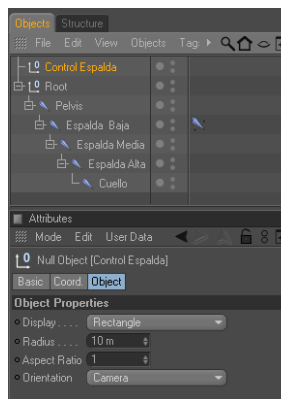 Objects Structure
File Edit View Objects Tag
Control Espalda
Root
Pelvis
Espalda Baja
Espalda Media
Espalda Alta
Cuello
Attributes
Mode Edit User Data
Null Object [Control Espalda]
Basic Coord. Object
Object Properties
Display.... Rectangle
Radius.... 10 m
Aspect Ratio 1
Orientation Camera